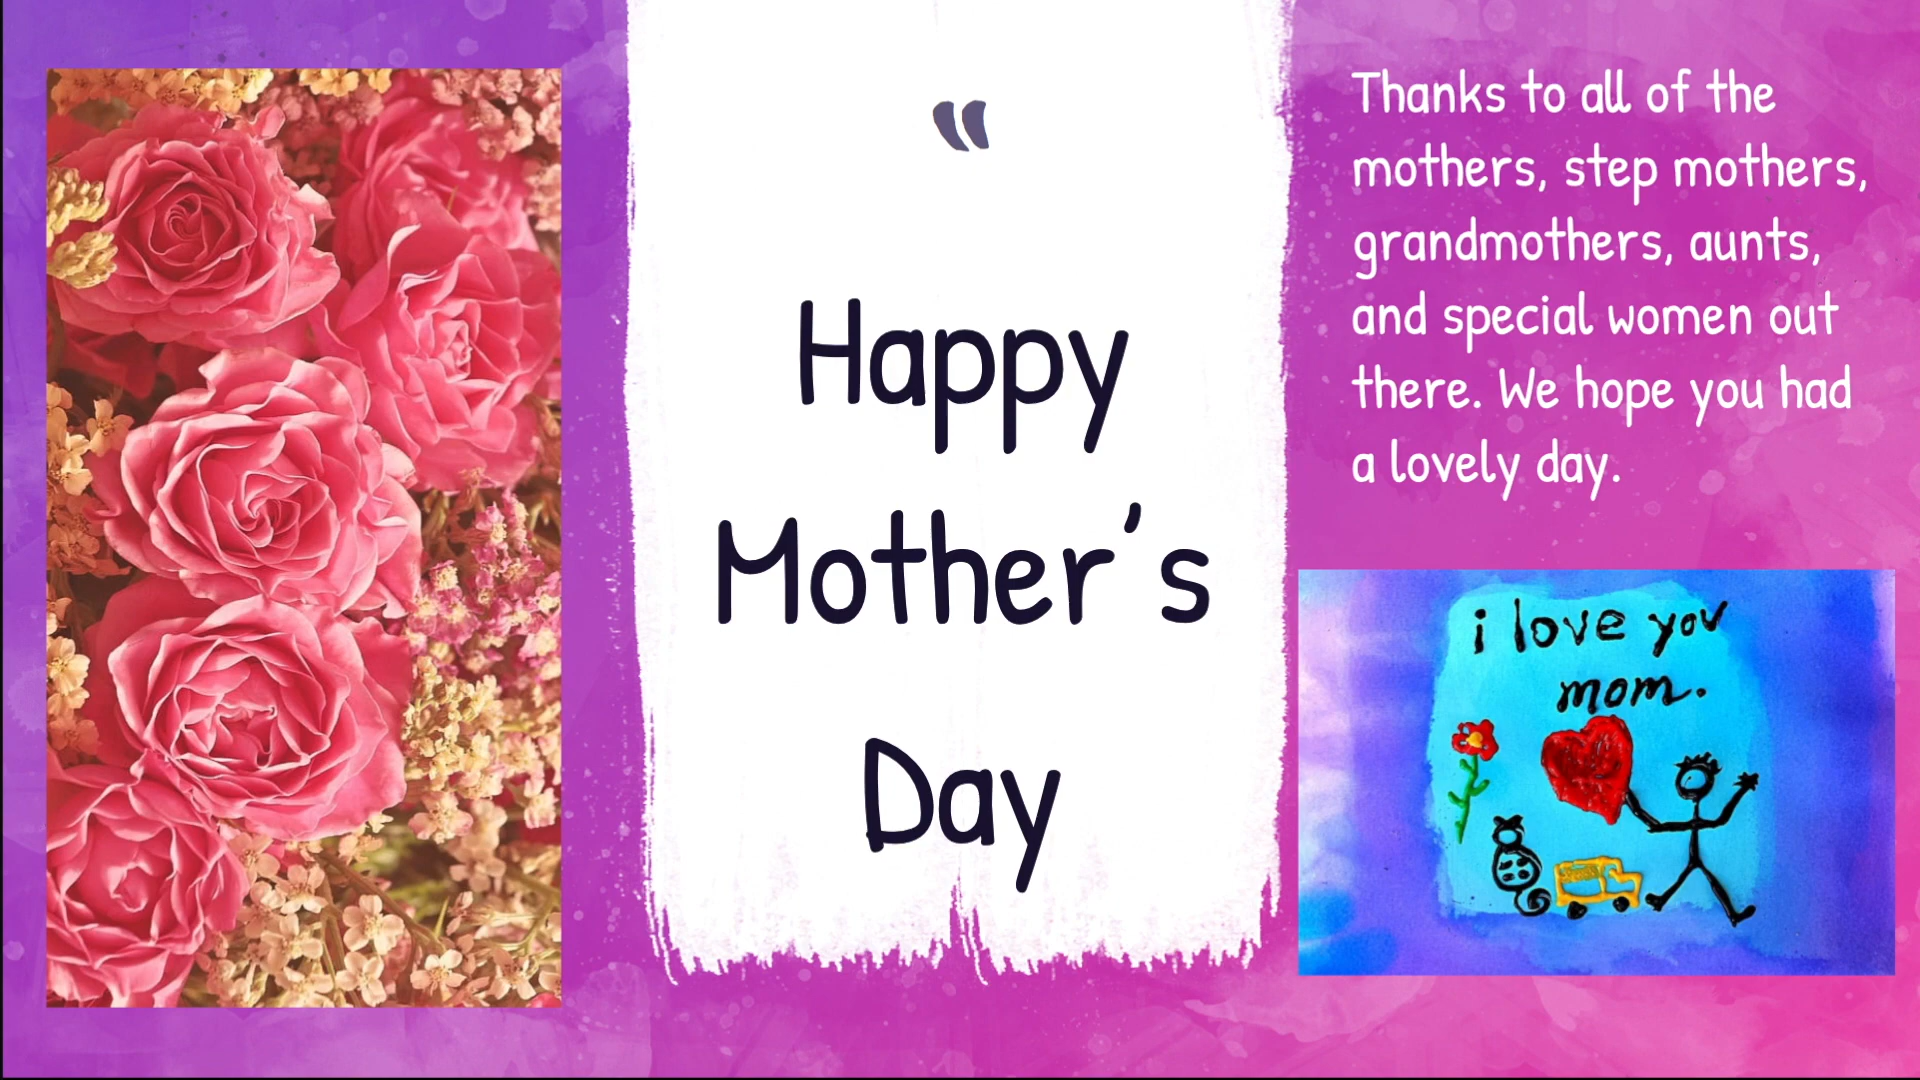 “
Happy
Mother's
Day
Thanks to all of the
mothers, step mothers,
grandmothers, aunts,
and special women out
there. We hope you had
a lovely day.
i love you
mom.